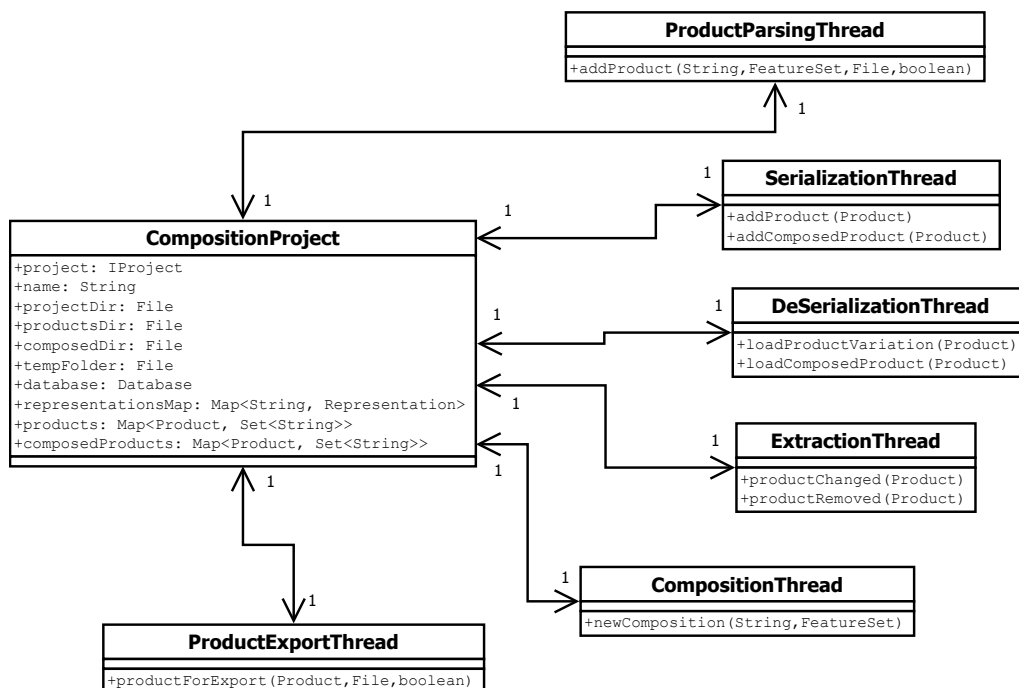 ProductParsingThread
+addProduct(String,FeatureSet,File,boolean)
1
1
1
SerializationThread
+addProduct(Product)
+addComposedProduct(Product)
1
CompositionProject
+project: IProject
+name: String
+projectDir: File
+productsDir: File
+composedDir: File
+tempFolder: File
+database: Database
+representationsMap: Map<String, Representation>
+products: Map<Product, Set<String>>
+composedProducts: Map<Product, Set<String>>
1
1
DeSerializationThread
+loadProductVariation(Product)
+loadComposedProduct(Product)
1
1
ExtractionThread
+productChanged(Product)
+productRemoved(Product)
1
1
CompositionThread
+newComposition(String,FeatureSet)
1
1
ProductExportThread
+productForExport(Product,File,boolean)